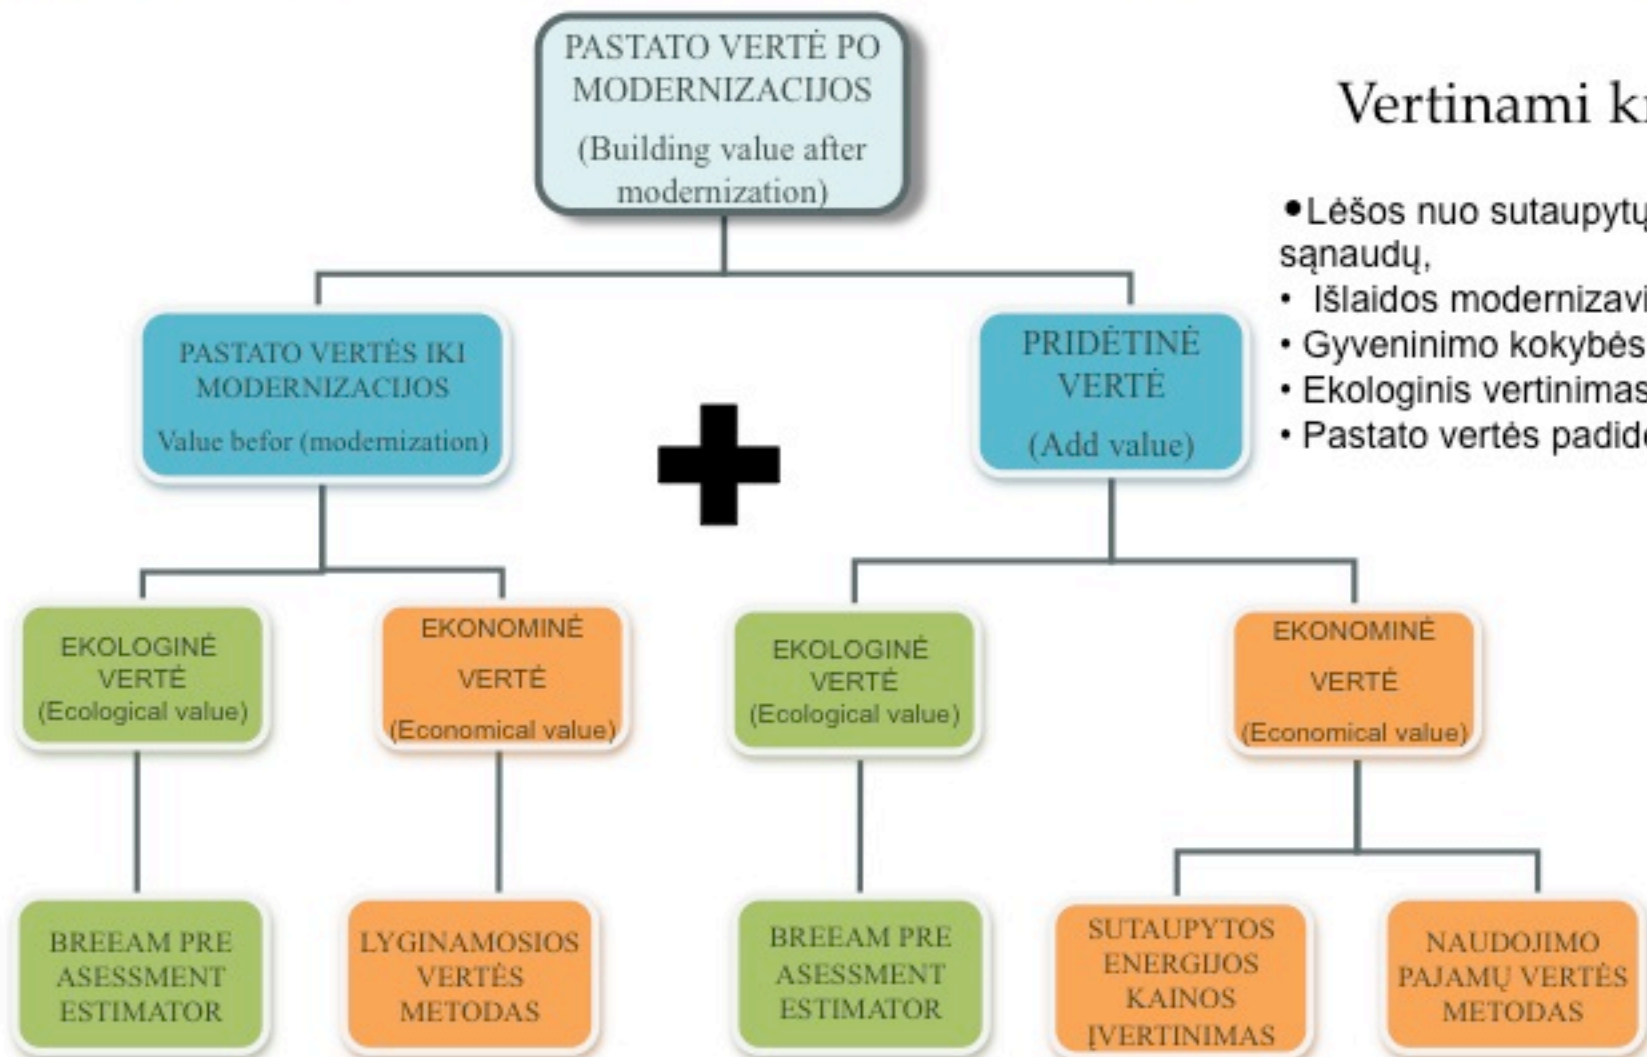 PASTATO VERTĖ PO
MODERNIZACIJOS
(Building value after
modernization)
Vertinami
•Lėšos nuo sutaupytų
sąnaudų,
• Išlaidos
• Gyveninimo kokybės
• Ekologinis vertinimas
• Pastato vertės
PASTATO VERTĖS IKI
MODERNIZACIJOS
Value befor (modernization)
PRIDĖTINĖ
VERTĖ
(Add value)
EKOLOGINĖ
VERTĖ
(Ecological value)
EKONOMINĖ
VERTĖ
(Economical value)
EKOLOGINĖ
VERTĖ
(Ecological value)
EKONOMINĖ
VERTĖ
(Economical value)
BREEAM PRE
ASESSMENT
ESTIMATOR
LYGINAMOSIOS
VERTĖS
METODAS
BREEAM PRE
ASESSMENT
ESTIMATOR
SUTAUPYTOS
ENERGIJOS
KAINOS
ĮVERTINIMAS
NAUDOJIMO
PAJAMŲ VERTĖS
METODAS